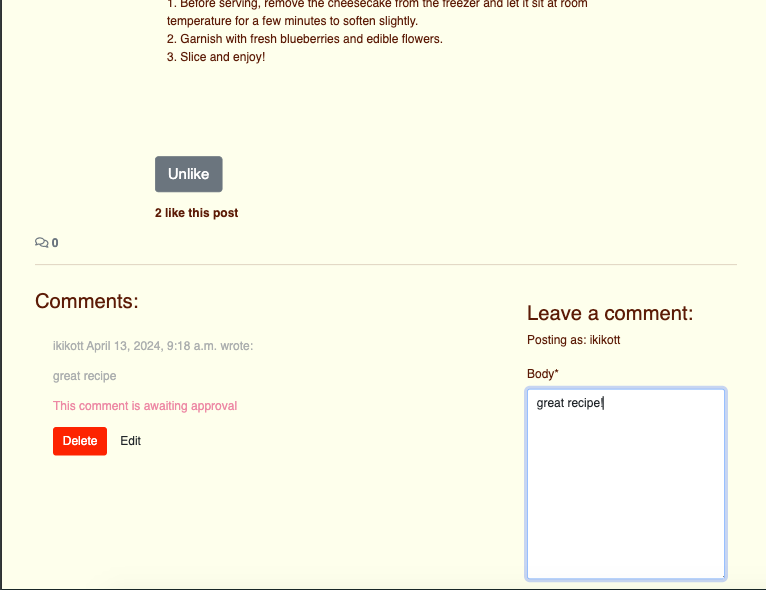 1. Before serving, remove the cheesecake from the freezer and let it sit at room
temperature for a few minutes to soften slightly.
2. Garnish with fresh blueberries and edible flowers.
3. Slice and enjoy!
Unlike
2 like this post
0
Comments:
ikikott April 13, 2024, 9:18 a.m. wrote:
great recipe
This comment is awaiting approval
Delete Edit
Leave a comment:
Posting as: ikikott
Body*
great recipe!